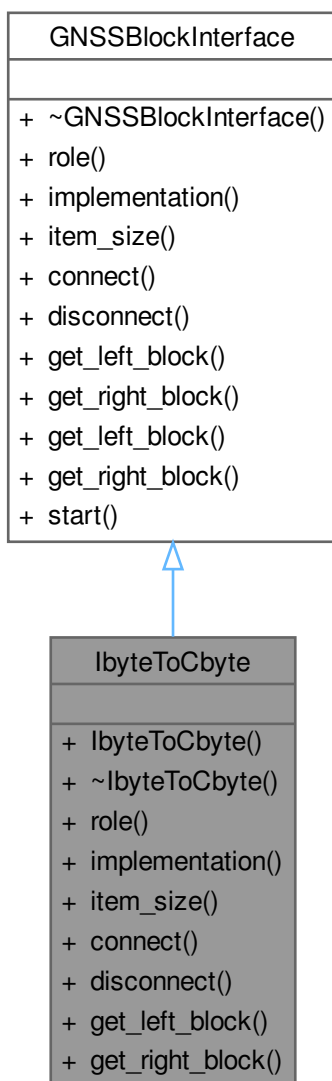 GNSSBlockInterface
+ ~GNSSBlockInterface()
+ role()
+ implementation()
+ item_size()
+ connect()
+ disconnect()
+ get_left_block()
+ get_right_block()
+ get_left_block()
+ get_right_block()
+ start()
IbyteToCbyte
+ IbyteToCbyte()
+ ~IbyteToCbyte()
+ role()
+ implementation()
+ item_size()
+ connect()
+ disconnect()
+ get_left_block()
+ get_right_block()